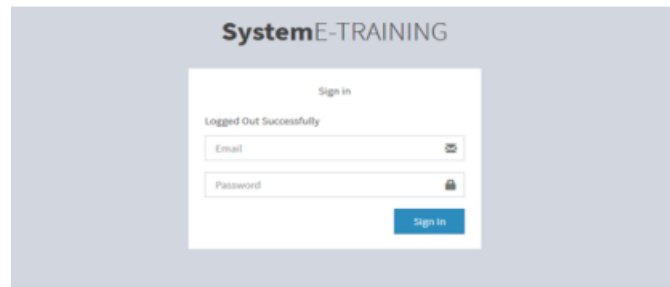 SystemE-TRAINING
Sign in
Logged Out Successfully
Email
Password
Sign In